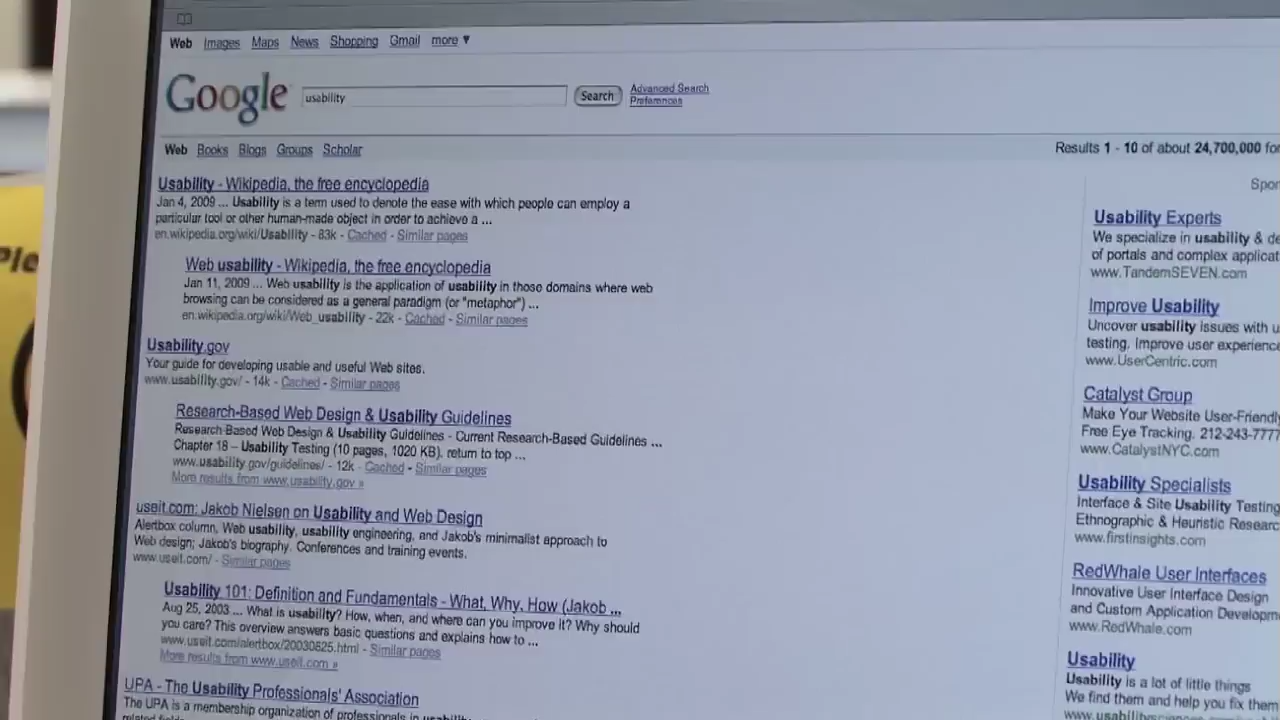 Web Images Maps News Shopping Gmail more ▼
Google usability Search Advanced Search
Preferences
Web Books Blogs Groups Scholar
Results 1 - 10 of about 24,700,000 for
Usability - Wikipedia, the free encyclopedia
Jan 4, 2009 ... Usability is a term used to denote the ease with which people can employ a
particular tool or other human-made object in order to achieve a ...
en.wikipedia.org/wiki/Usability - 83k - Cached - Similar pages
Web usability - Wikipedia, the free encyclopedia
Jan 11, 2009 ... Web usability is the application of usability in those domains where web
browsing can be considered as a general paradigm (or "metaphor") ...
en.wikipedia.org/wiki/Web_usability - 22k - Cached - Similar pages
Usability.gov
Your guide for developing usable and useful Web sites.
www.usability.gov/ - 14k - Cached - Similar pages
Research-Based Web Design & Usability Guidelines
Research-Based Web Design & Usability Guidelines - Current Research-Based Guidelines ...
Chapter 18 – Usability Testing (10 pages, 1020 KB). return to top ...
www.usability.gov/guidelines/ - 12k - Cached - Similar pages
More results from www.usability.gov »
useit.com: Jakob Nielsen on Usability and Web Design
Alertbox column, Web usability, usability engineering, and Jakob's minimalist approach to
Web design; Jakob's biography. Conferences and training events.
www.useit.com/ - Similar pages
Usability 101: Definition and Fundamentals - What, Why, How (Jakob ...
Aug 25, 2003 ... What is usability? How, when, and where can you improve it? Why should
you care? This overview answers basic questions and explains how to ...
www.useit.com/alertbox/20030825.html - Similar pages
More results from www.useit.com »
UPA - The Usability Professionals' Association
The UPA is a membership organization of professionals in
Spor
Usability Experts
We specialize in usability & de
of portals and complex applicat
www.TandemSEVEN.com
Improve Usability
Uncover usability issues with u
testing. Improve user experience
www.UserCentric.com
Catalyst Group
Make Your Website User-Friendly
Free Eye Tracking. 212-243-7777
www.CatalystNYC.com
Usability Specialists
Interface & Site Usability Testing
Ethnographic & Heuristic Researc
www.firstinsights.com
RedWhale User Interfaces
Innovative User Interface Design
and Custom Application Developm
www.RedWhale.com
Usability
Usability is a lot of little things
We find them and help you fix them